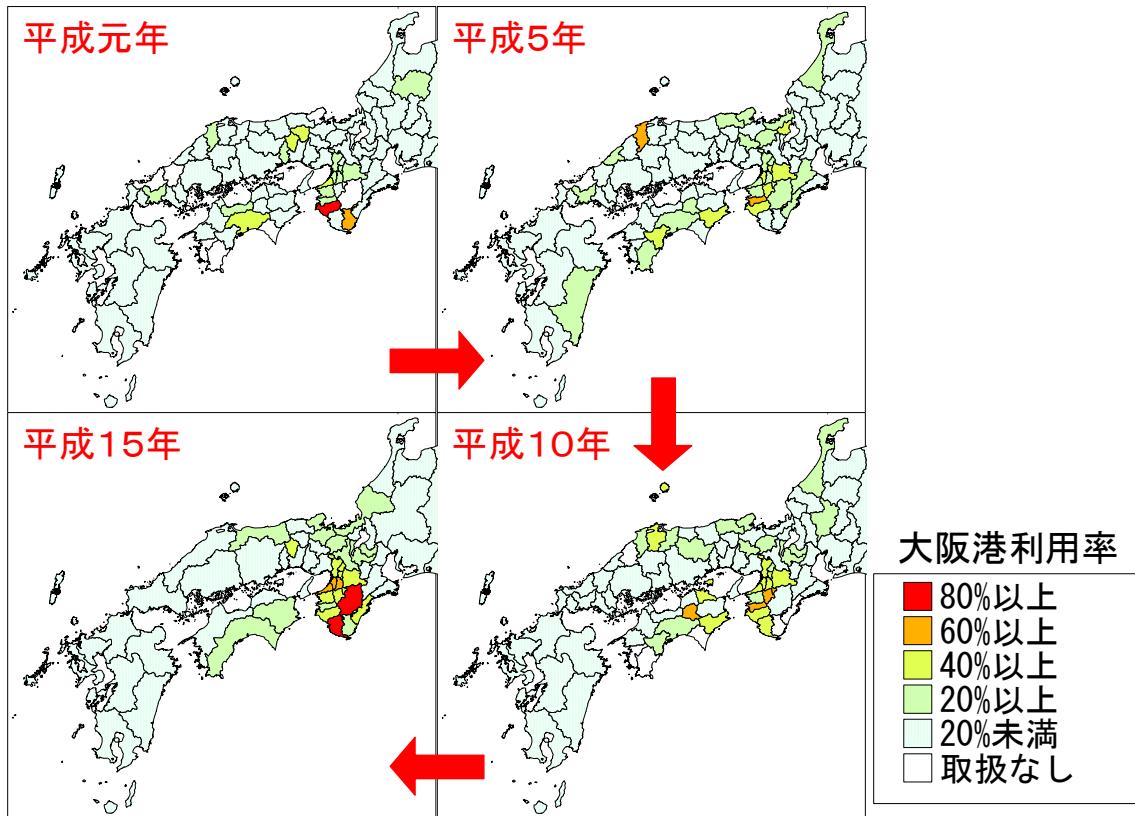 平成元年
平成5年
平成15年
平成10年
大阪港利用率
80%以上
60%以上
40%以上
20%以上
20%未満
取扱なし